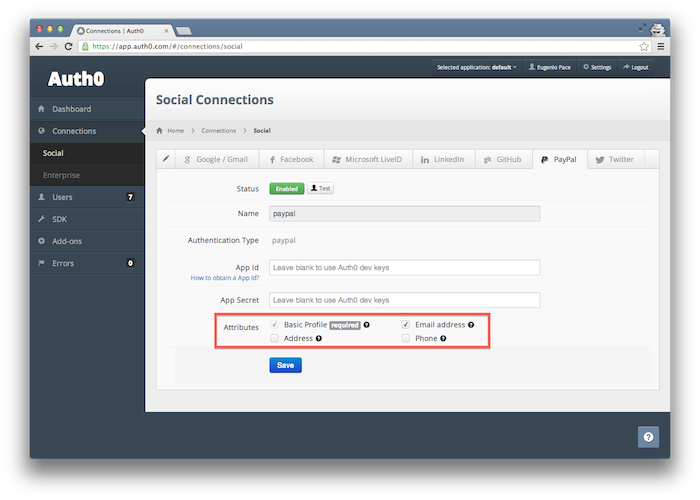 Connections | Auth0
https://app.auth0.com/#/connections/social
Auth0
Selected application: default
Eugenio Pace
Settings
Logout
Dashboard
Connections
Social
Enterprise
Users 7
SDK
Add-ons
Errors 0
Social Connections
Home > Connections > Social
Google / Gmail
Facebook
Microsoft LiveID
LinkedIn
GitHub
PayPal
Twitter
Status Enabled Test
Name paypal
Authentication Type paypal
App Id Leave blank to use Auth0 dev keys
How to obtain a App Id?
App Secret Leave blank to use Auth0 dev keys
Attributes Basic Profile required ? Email address ?
Address ? Phone ?
Save
?